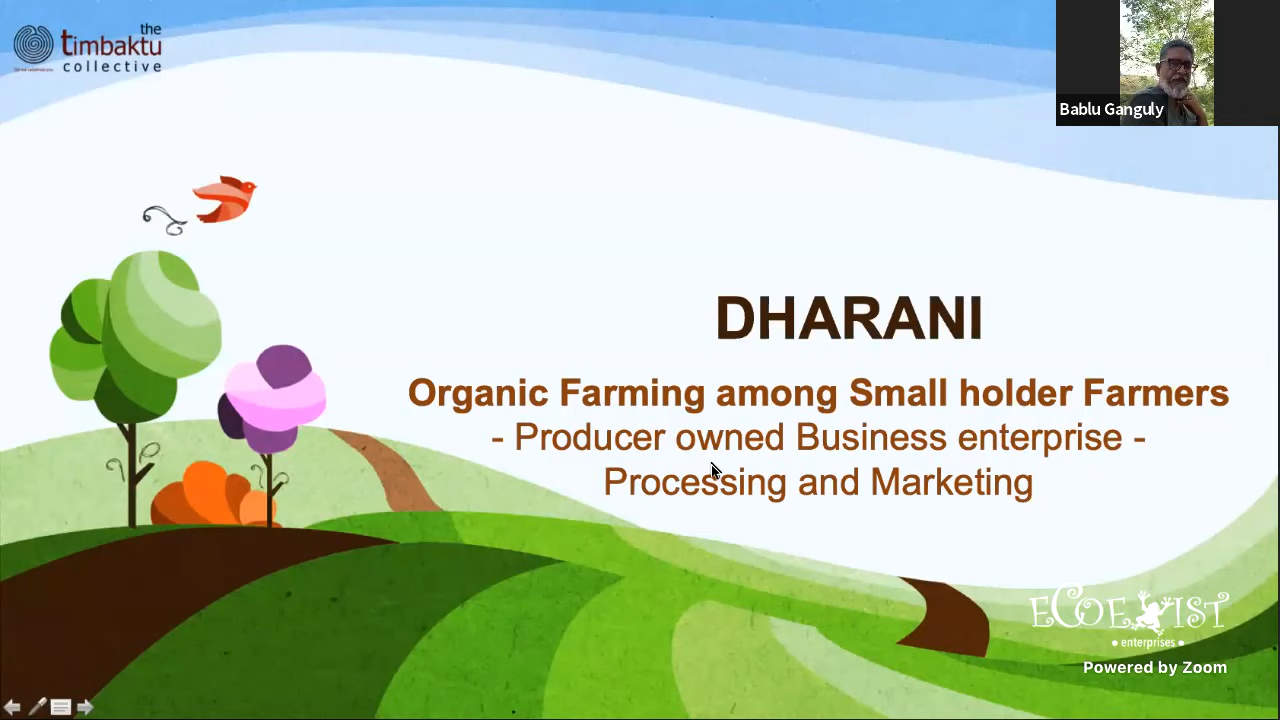 the
timbaktu
collective
Bablu Ganguly
DHARANI
Organic Farming among Small holder Farmers
- Producer owned Business enterprise -
Processing and Marketing
ECOEXIST
• enterprises •
Powered by Zoom